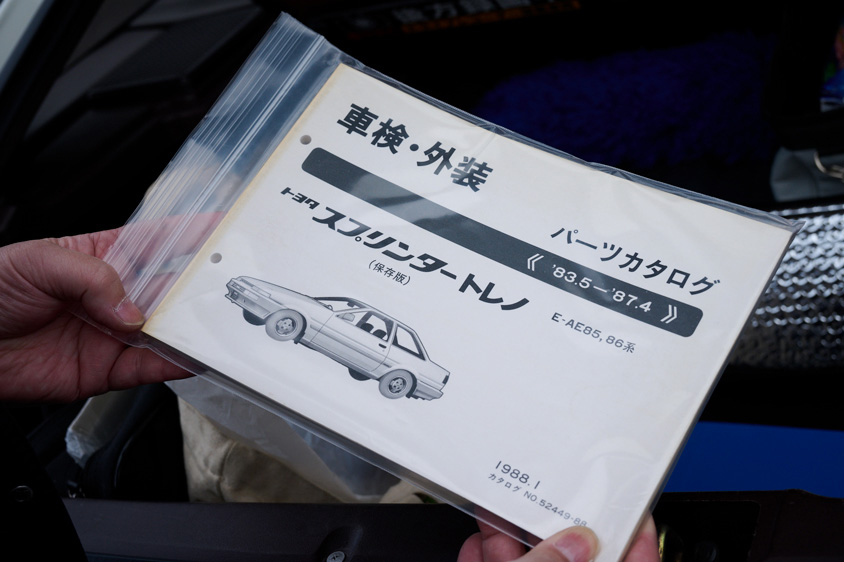 車検・外装
パーツカタログ
《 '83.5—'87.4 》
トヨタ スプリンタートレノ
(保存版)
E-AE85,86系
1988.1
カタログ NO.52449-88